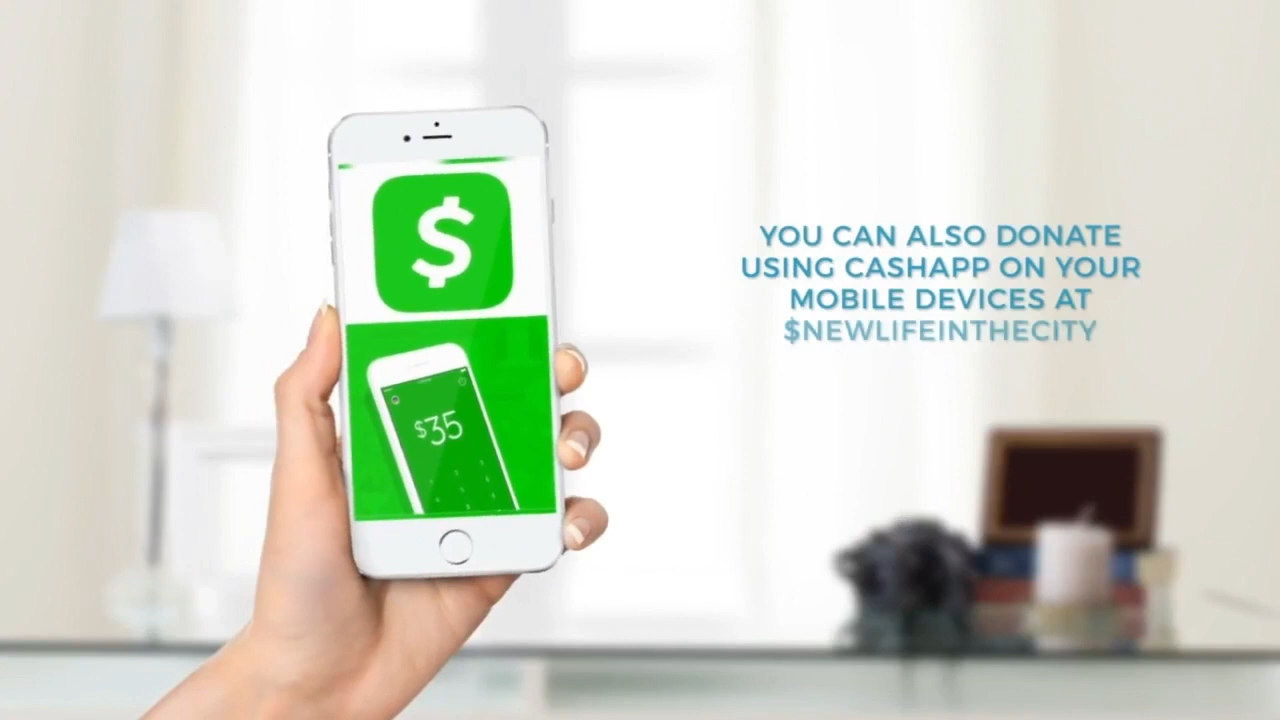 $
$35
YOU CAN ALSO DONATE
USING CASHAPP ON YOUR
MOBILE DEVICES AT
$NEWLIFEINTHECITY